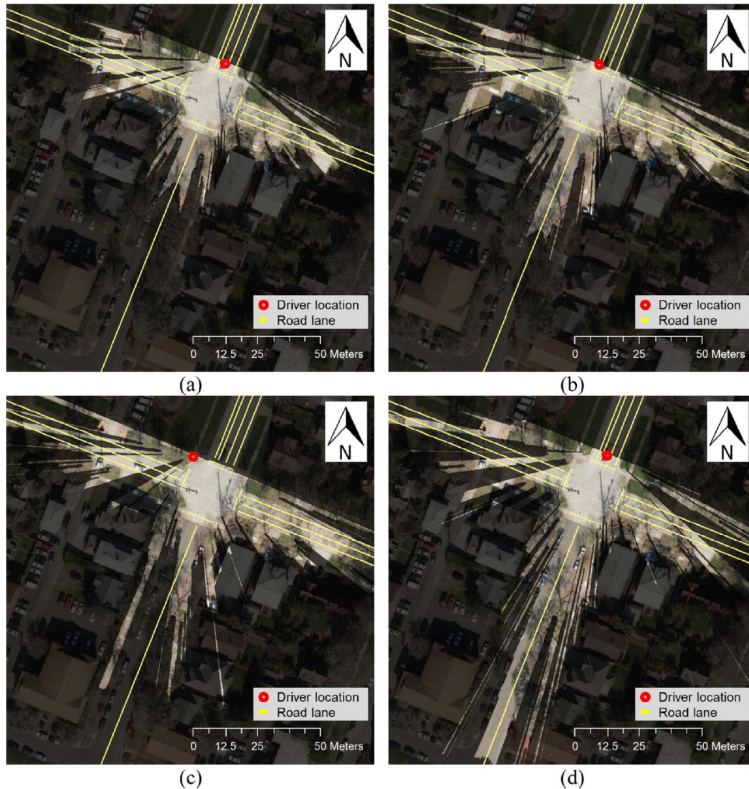 N
N
Driver location
Road lane
Driver location
Road lane
0 12.5 25 50 Meters
0 12.5 25 50 Meters
(a)
(b)
N
N
Driver location
Road lane
Driver location
Road lane
0 12.5 25 50 Meters
0 12.5 25 50 Meters
(c)
(d)